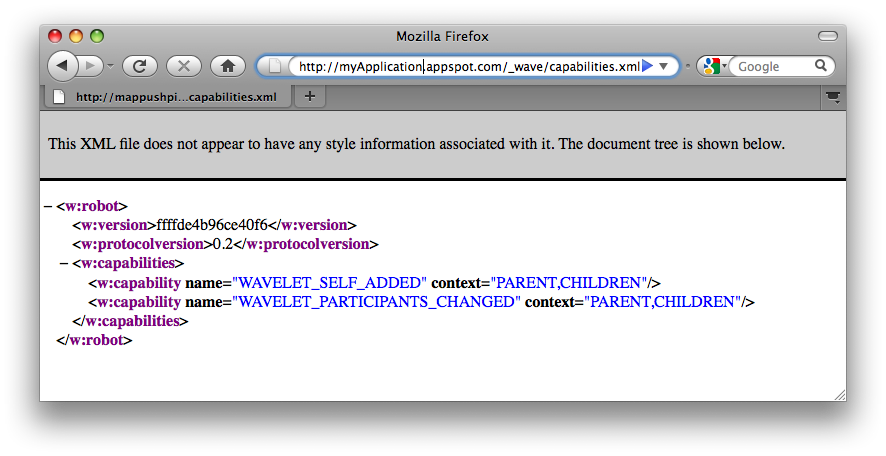 Mozilla Firefox
http://myApplication.appspot.com/_wave/capabilities.xml
Google
http://mappushpi...capabilities.xml
This XML file does not appear to have any style information associated with it. The document tree is shown below.
− <w:robot>
<w:version>ffffde4b96ce40f6</w:version>
<w:protocolversion>0.2</w:protocolversion>
− <w:capabilities>
<w:capability name="WAVELET_SELF_ADDED" context="PARENT,CHILDREN"/>
<w:capability name="WAVELET_PARTICIPANTS_CHANGED" context="PARENT,CHILDREN"/>
</w:capabilities>
</w:robot>